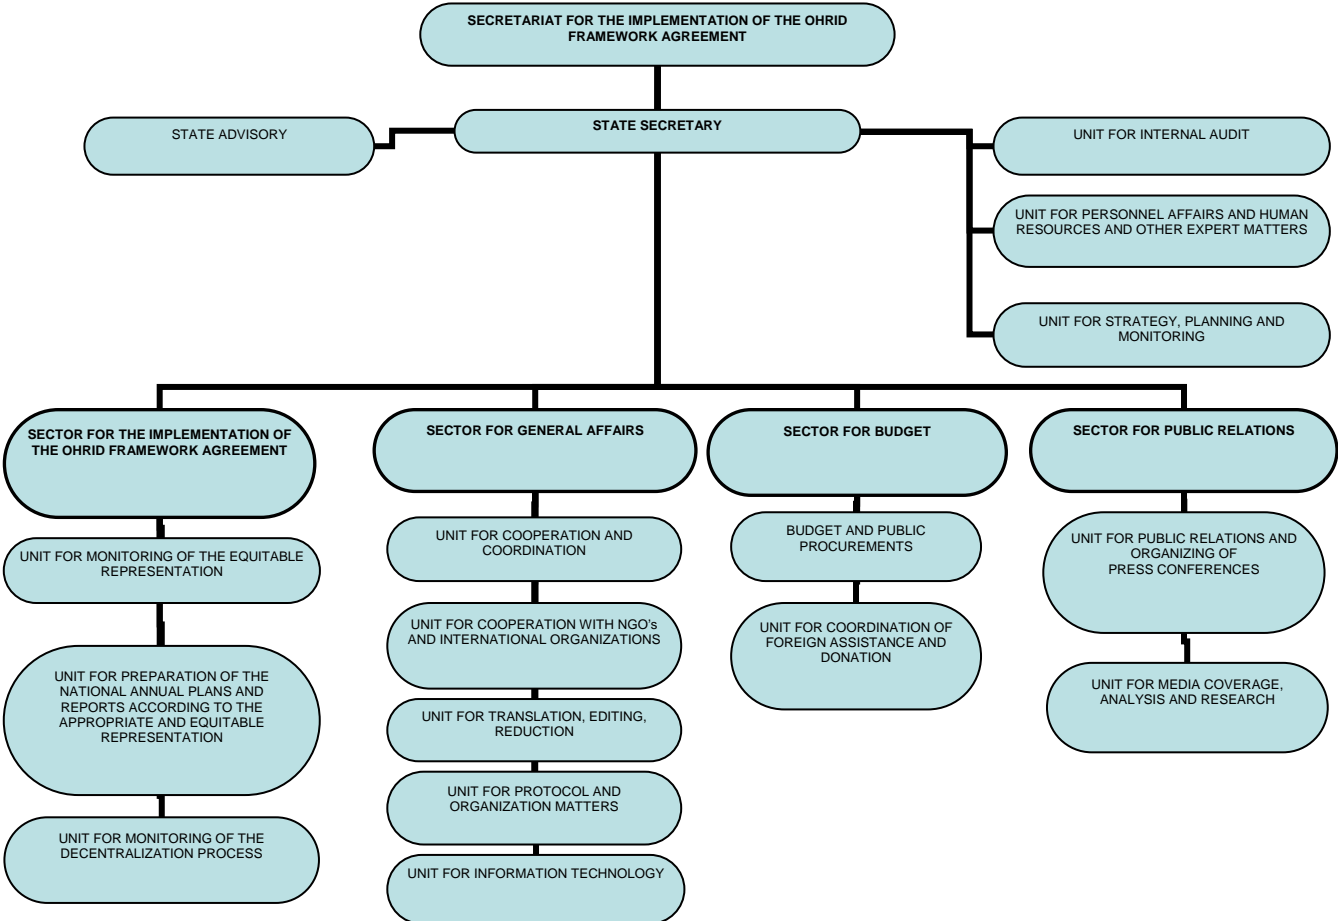 SECRETARIAT FOR THE IMPLEMENTATION OF THE OHRID
FRAMEWORK AGREEMENT
STATE ADVISORY
STATE SECRETARY
UNIT FOR INTERNAL AUDIT
UNIT FOR PERSONNEL AFFAIRS AND HUMAN
RESOURCES AND OTHER EXPERT MATTERS
UNIT FOR STRATEGY, PLANNING AND
MONITORING
SECTOR FOR THE IMPLEMENTATION OF
THE OHRID FRAMEWORK AGREEMENT
UNIT FOR MONITORING OF THE EQUITABLE
REPRESENTATION
UNIT FOR PREPARATION OF THE
NATIONAL ANNUAL PLANS AND
REPORTS ACCORDING TO THE
APPROPRIATE AND EQUITABLE
REPRESENTATION
UNIT FOR MONITORING OF THE
DECENTRALIZATION PROCESS
SECTOR FOR GENERAL AFFAIRS
UNIT FOR COOPERATION AND
COORDINATION
UNIT FOR COOPERATION WITH NGO's
AND INTERNATIONAL ORGANIZATIONS
UNIT FOR TRANSLATION, EDITING,
REDUCTION
UNIT FOR PROTOCOL AND
ORGANIZATION MATTERS
UNIT FOR INFORMATION TECHNOLOGY
SECTOR FOR BUDGET
BUDGET AND PUBLIC
PROCUREMENTS
UNIT FOR COORDINATION OF
FOREIGN ASSISTANCE AND
DONATION
SECTOR FOR PUBLIC RELATIONS
UNIT FOR PUBLIC RELATIONS AND
ORGANIZING OF
PRESS CONFERENCES
UNIT FOR MEDIA COVERAGE,
ANALYSIS AND RESEARCH